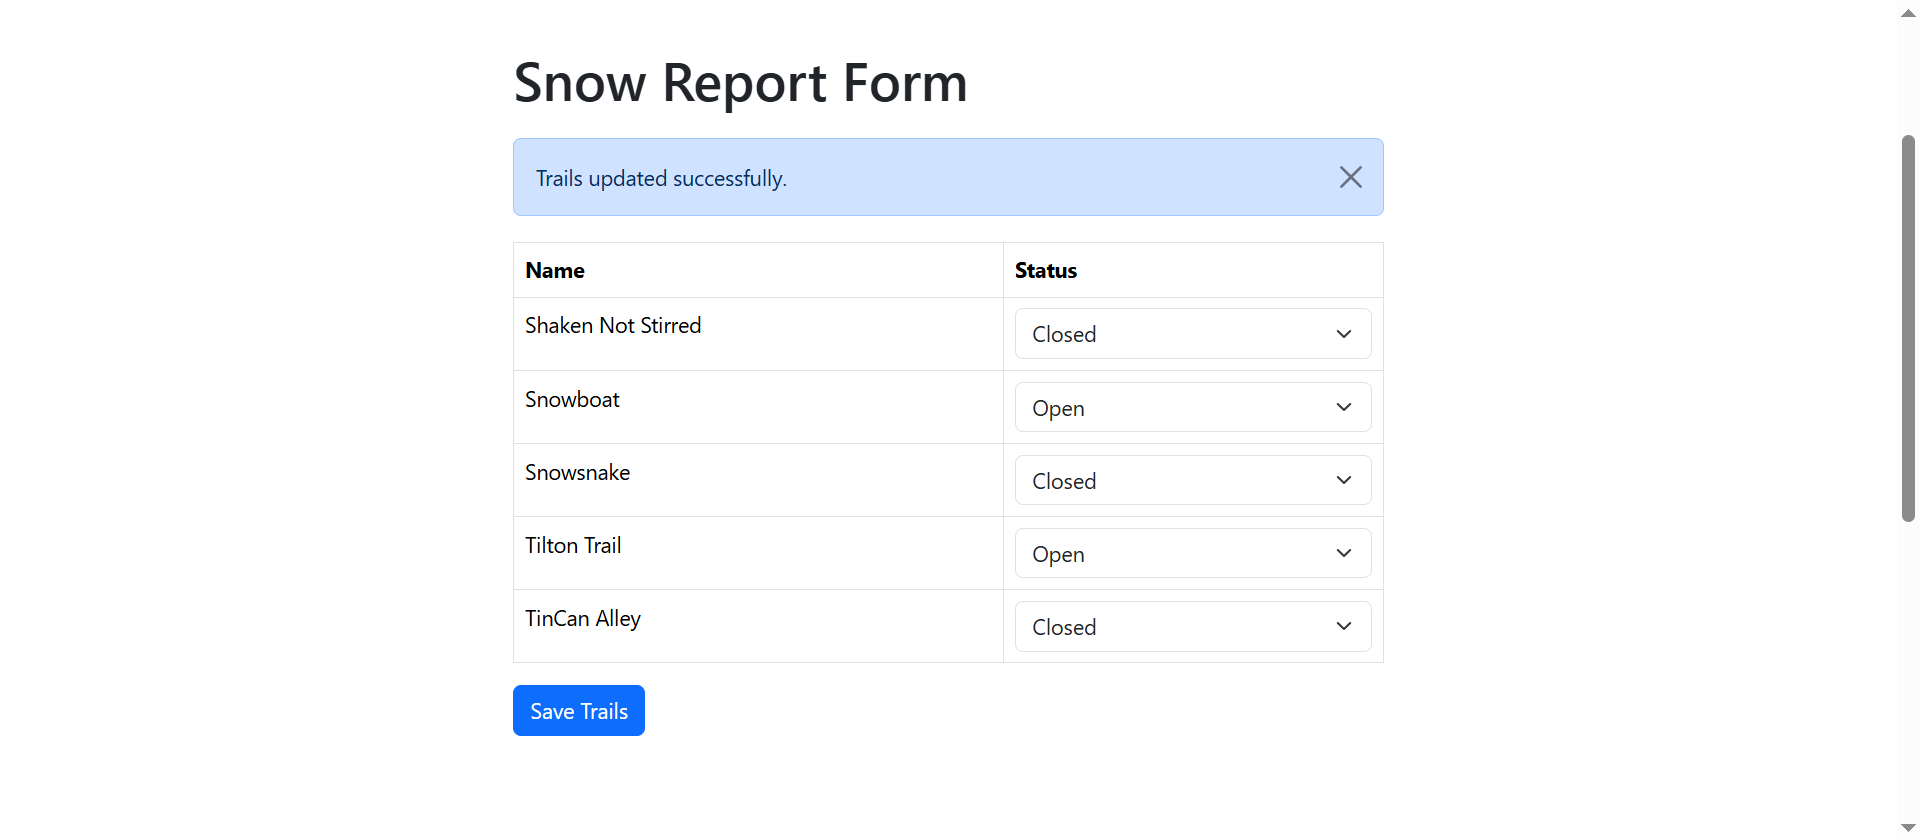 Snow Report Form
Trails updated successfully.
Name Status
Shaken Not Stirred Closed
Snowboat Open
Snowsnake Closed
Tilton Trail Open
TinCan Alley Closed
Save Trails